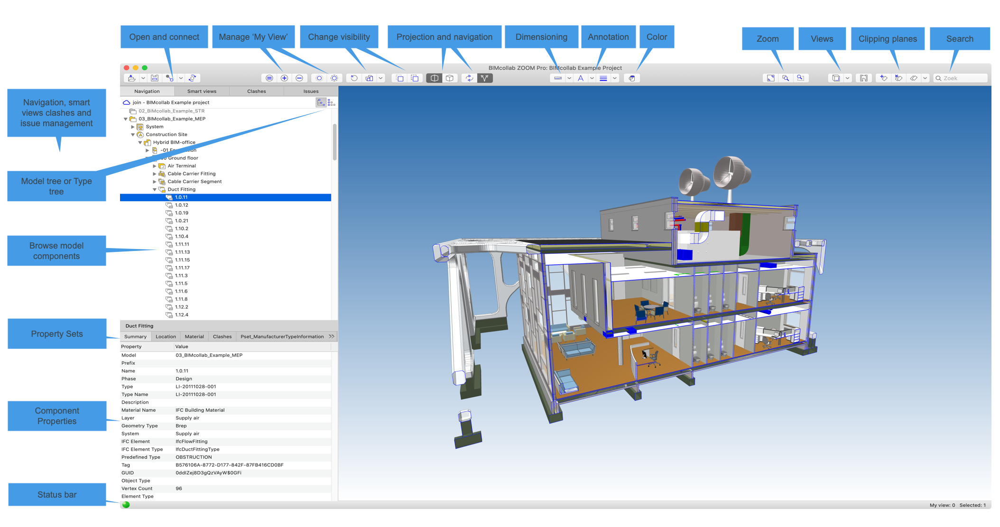 Open and connect
Manage ‘My View’
Change visibility
Projection and navigation
Dimensioning
Annotation
Color
Zoom
Views
Clipping planes
Search
BIMcollab ZOOM Pro: BIMcollab Example Project
Zoek
Navigation, smart
views clashes and
issue management
Model tree or Type
tree
Browse model
components
Property Sets
Component
Properties
Status bar
Navigation
Smart views
Clashes
Issues
join - BIMcollab Example project
02_BIMcollab_Example_STR
03_BIMcollab_Example_MEP
System
Construction Site
Hybrid BIM-office
-01
Ground floor
Air Terminal
Cable Carrier Fitting
Cable Carrier Segment
Duct Fitting
1.0.11
1.0.12
1.0.19
1.0.21
1.10.2
1.10.4
1.11.11
1.11.13
1.11.15
1.11.17
1.11.3
1.11.5
1.11.6
1.11.8
1.12.2
1.12.4
Duct Fitting
Summary
Location
Material
Clashes
Pset_ManufacturerTypeInformation
Property Value
Model 03_BIMcollab_Example_MEP
Prefix
Name 1.0.11
Phase Design
Type LI-20111028-001
Type Name LI-20111028-001
Description
Material Name IFC Building Material
Layer Supply air
Geometry Type Brep
System Supply air
IFC Element IfcFlowFitting
IFC Element Type IfcDuctFittingType
Predefined Type OBSTRUCTION
Tag B576106A-8772-D177-842F-87FB416CD0BF
GUID 0ddIZej8D3gQzVAyW$0GFi
Object Type
Vertex Count 96
Element Type
My view: 0 Selected: 1